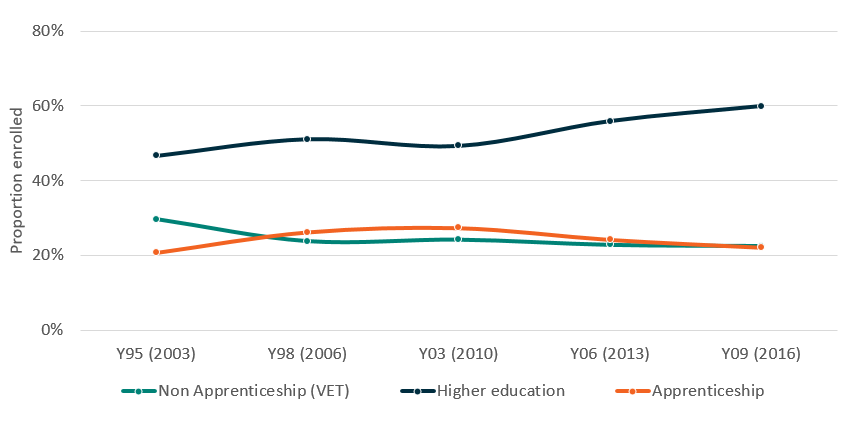 80%
60%
40%
20%
0%
Proportion enrolled
Y95 (2003) Y98 (2006) Y03 (2010) Y06 (2013) Y09 (2016)
Non Apprenticeship (VET) Higher education Apprenticeship